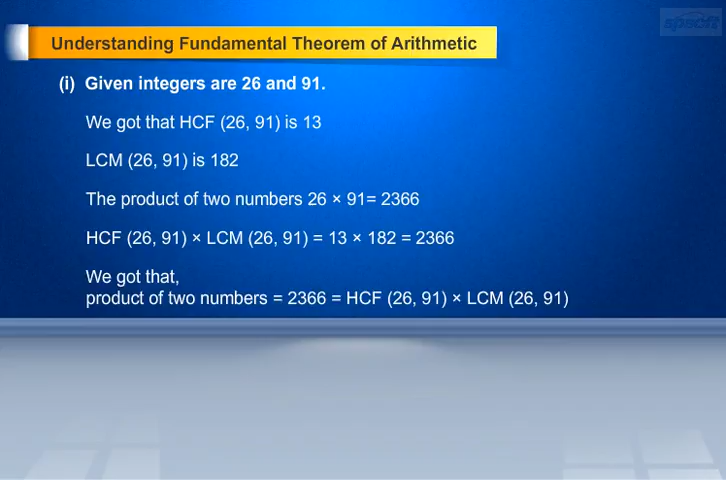 spsoft
Understanding Fundamental Theorem of Arithmetic
(i) Given integers are 26 and 91.
We got that HCF (26, 91) is 13
LCM (26, 91) is 182
The product of two numbers 26 × 91= 2366
HCF (26, 91) × LCM (26, 91) = 13 × 182 = 2366
We got that,
product of two numbers = 2366 = HCF (26, 91) × LCM (26, 91)